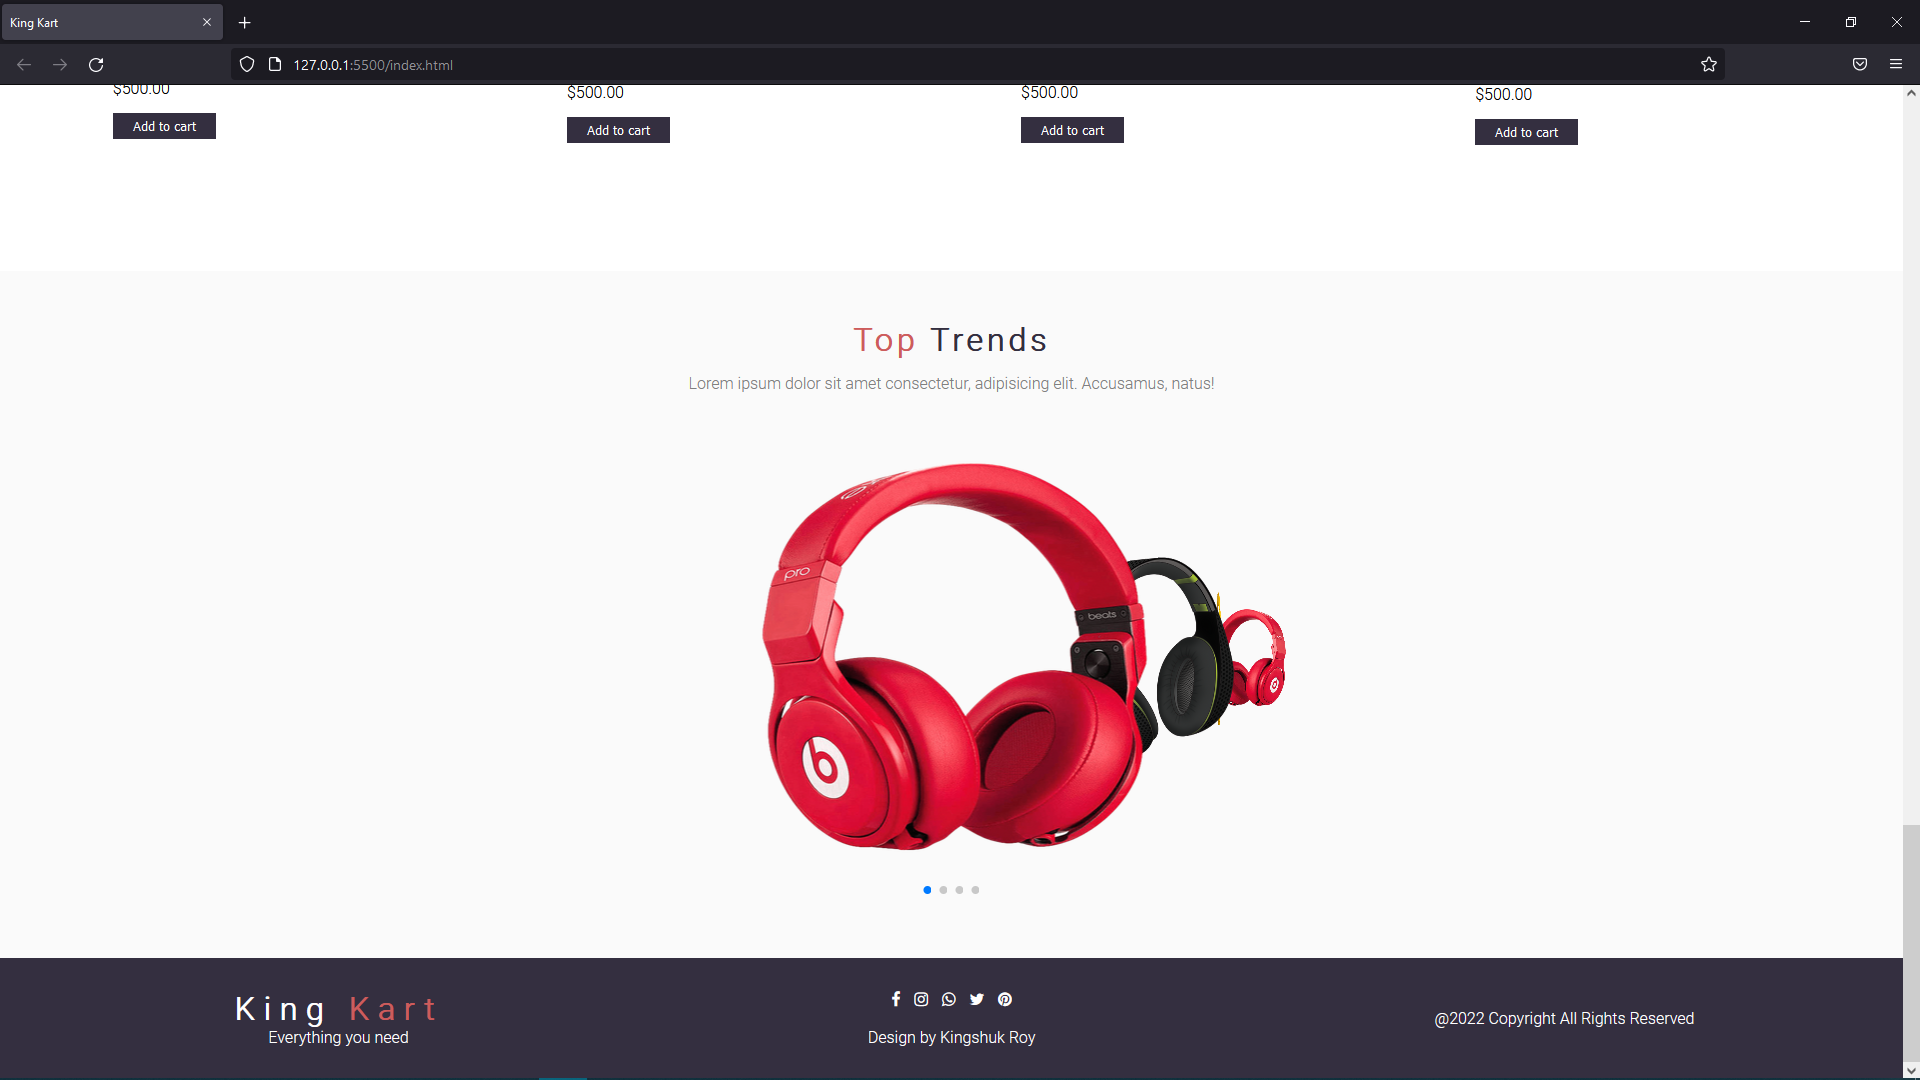 King Kart
127.0.0.1:5500/index.html
$500.00
$500.00
$500.00
$500.00
Add to cart
Add to cart
Add to cart
Add to cart
Top Trends
Lorem ipsum dolor sit amet consectetur, adipisicing elit. Accusamus, natus!
pro
beats
b
King Kart
Everything you need
Design by Kingshuk Roy
@2022 Copyright All Rights Reserved